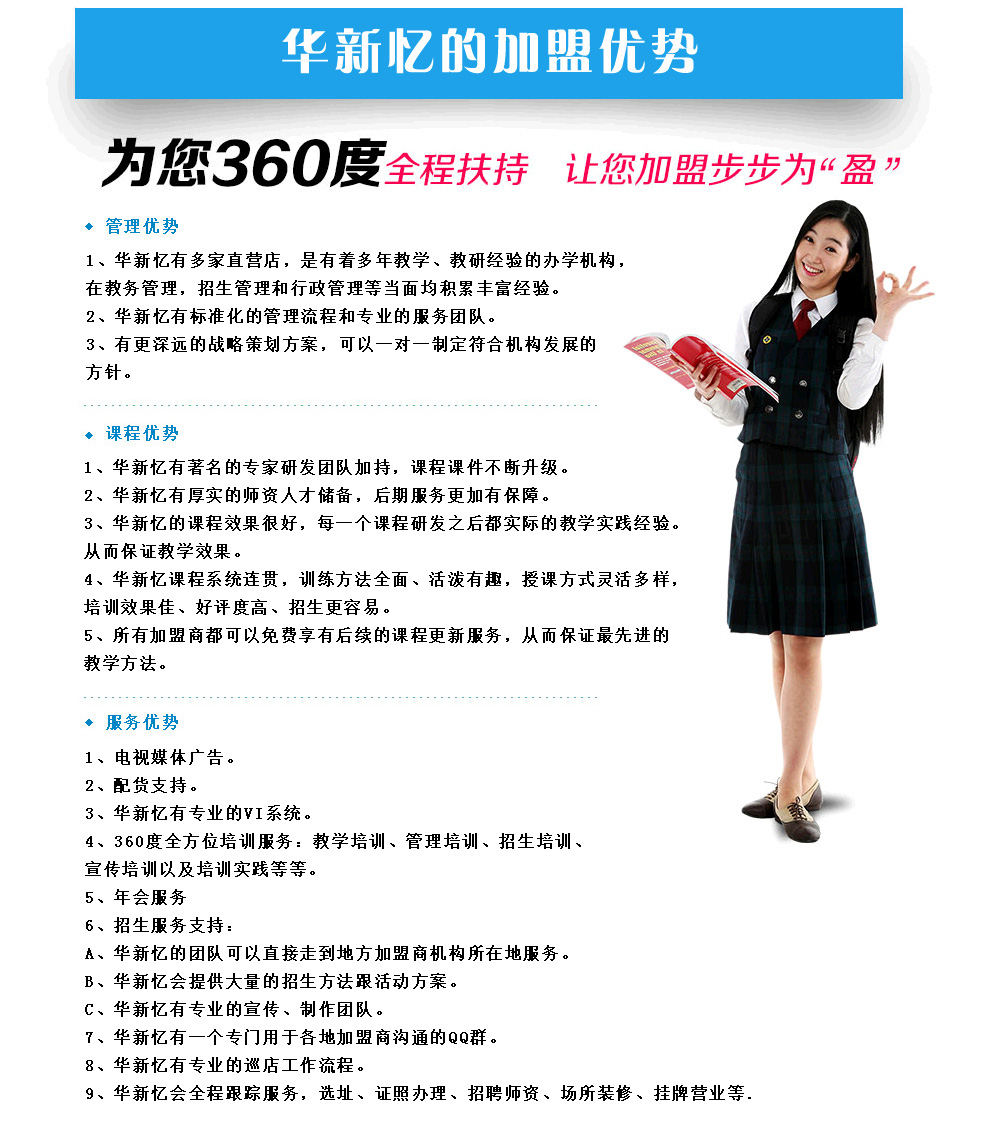 华新忆的加盟优势
为您360度全程扶持 让您加盟步步为“盈”
管理优势
1、华新忆有多家直营店，是有着多年教学、教研经验的办学机构，
在教务管理，招生管理和行政管理等当面均积累丰富经验。
2、华新忆有标准化的管理流程和专业的服务团队。
3、有更深远的战略策划方案，可以一对一制定符合机构发展的
方针。
课程优势
1、华新忆有著名的专家研发团队加持，课程课件不断升级。
2、华新忆有厚实的师资人才储备，后期服务更加有保障。
3、华新忆的课程效果很好，每一个课程研发之后都实际的教学实践经验。
从而保证教学效果。
4、华新忆课程系统连贯，训练方法全面、活泼有趣，授课方式灵活多样，
培训效果佳、好评度高、招生更容易。
5、所有加盟商都可以免费享有后续的课程更新服务，从而保证最先进的
教学方法。
服务优势
1、电视媒体广告。
2、配货支持。
3、华新忆有专业的VI系统。
4、360度全方位培训服务：教学培训、管理培训、招生培训、
宣传培训以及培训实践等等。
5、年会服务
6、招生服务支持：
A、华新忆的团队可以直接走到地方加盟商机构所在地服务。
B、华新忆会提供大量的招生方法跟活动方案。
C、华新忆有专业的宣传、制作团队。
7、华新忆有一个专门用于各地加盟商沟通的QQ群。
8、华新忆有专业的巡店工作流程。
9、华新忆会全程跟踪服务，选址、证照办理、招聘师资、场所装修、挂牌营业等.